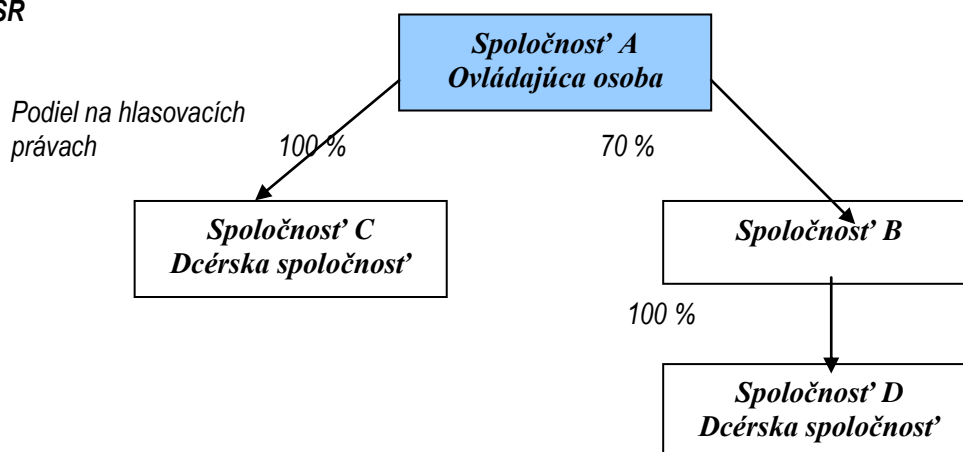 SR
Spoločnosť A
Ovládajúca osoba
Podiel na hlasovacích
právach
100 %
70 %
Spoločnosť C
Dcérska spoločnosť
Spoločnosť B
100 %
Spoločnosť D
Dcérska spoločnosť